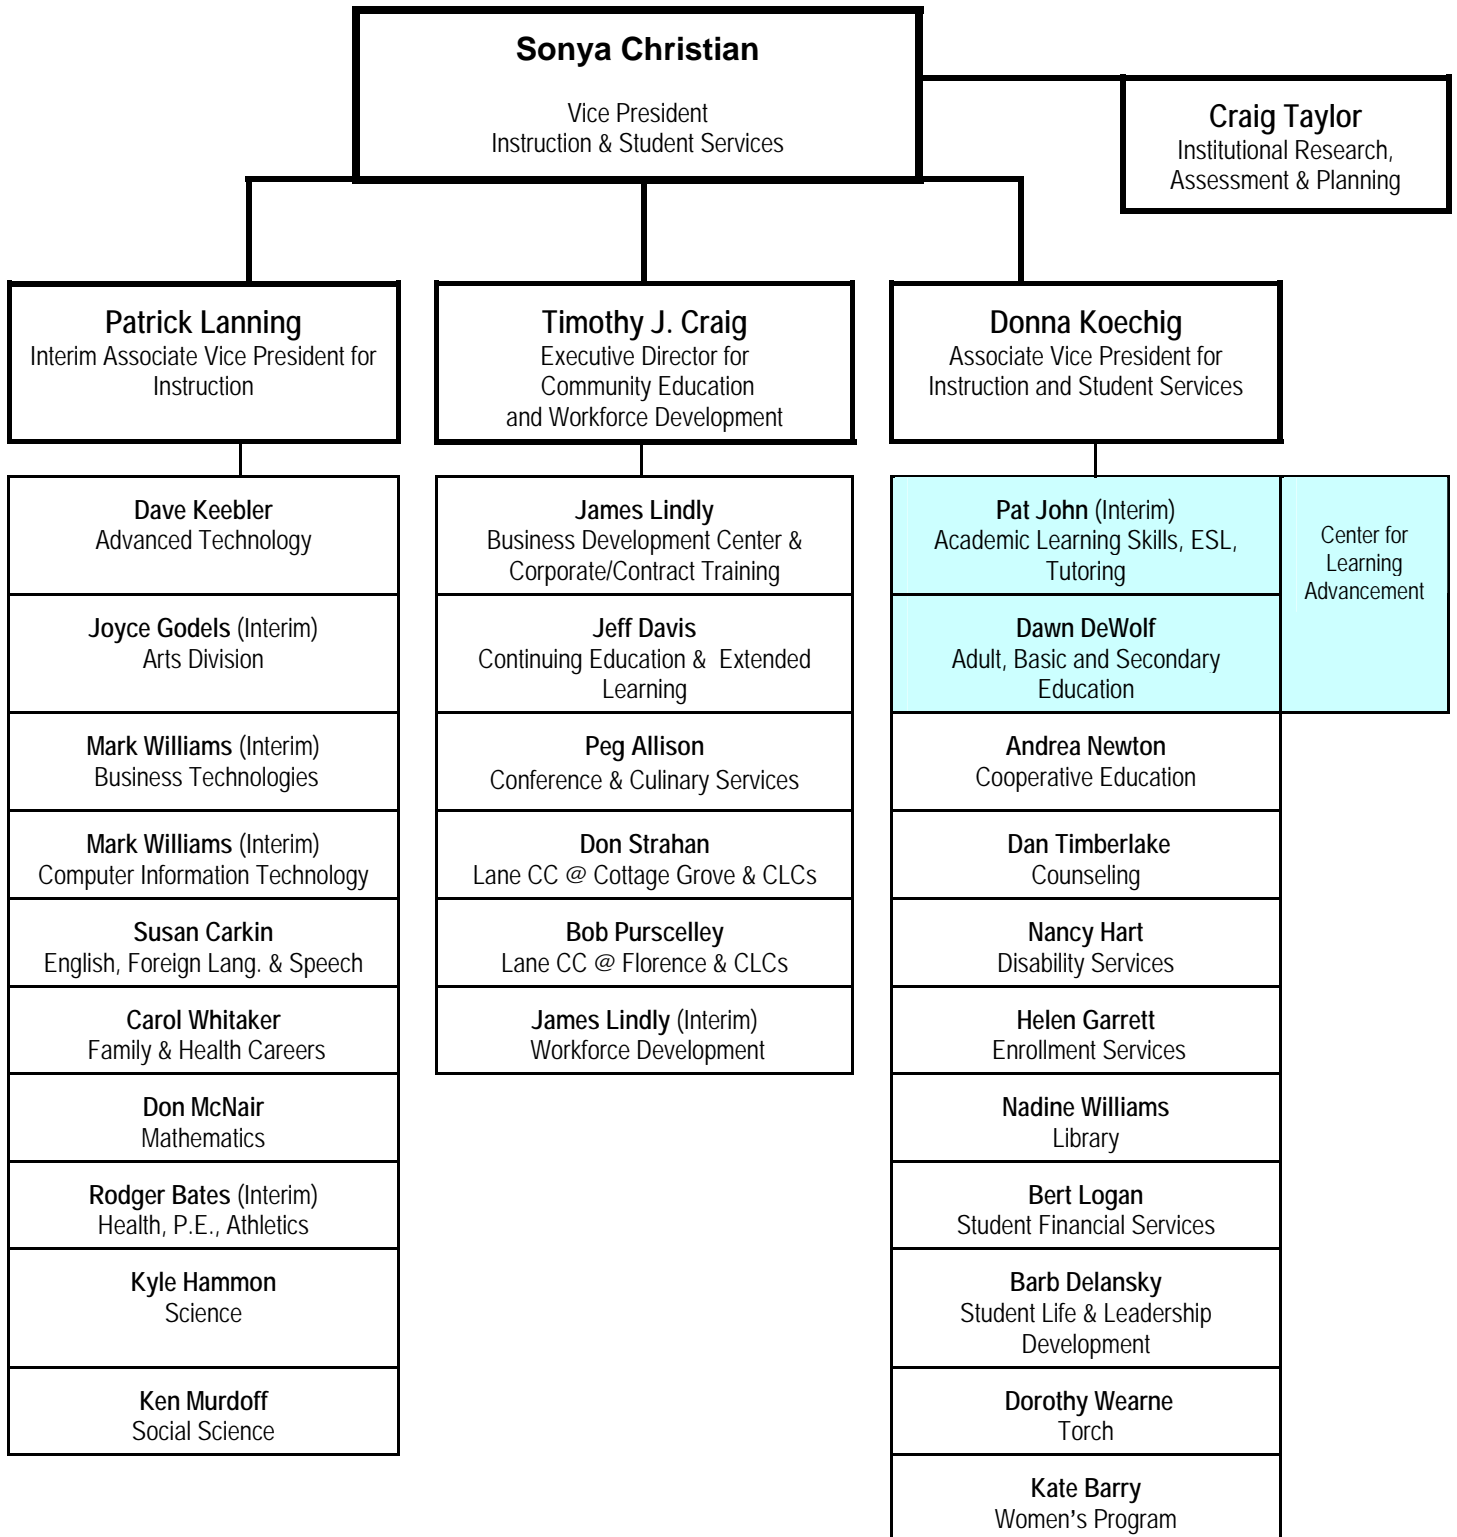 Sonya Christian
Vice President
Instruction & Student Services
Craig Taylor
Institutional Research,
Assessment & Planning
Patrick Lanning
Interim Associate Vice President for
Instruction
Timothy J. Craig
Executive Director for
Community Education
and Workforce Development
Donna Koechig
Associate Vice President for
Instruction and Student Services
Dave Keebler
Advanced Technology
Joyce Godels (Interim)
Arts Division
Mark Williams (Interim)
Business Technologies
Mark Williams (Interim)
Computer Information Technology
Susan Carkin
English, Foreign Lang. & Speech
Carol Whitaker
Family & Health Careers
Don McNair
Mathematics
Rodger Bates (Interim)
Health, P.E., Athletics
Kyle Hammon
Science
Ken Murdoff
Social Science
James Lindly
Business Development Center &
Corporate/Contract Training
Jeff Davis
Continuing Education & Extended
Learning
Peg Allison
Conference & Culinary Services
Don Strahan
Lane CC @ Cottage Grove & CLCs
Bob Purscelley
Lane CC @ Florence & CLCs
James Lindly (Interim)
Workforce Development
Pat John (Interim)
Academic Learning Skills, ESL,
Tutoring
Dawn DeWolf
Adult, Basic and Secondary
Education
Center for
Learning
Advancement
Andrea Newton
Cooperative Education
Dan Timberlake
Counseling
Nancy Hart
Disability Services
Helen Garrett
Enrollment Services
Nadine Williams
Library
Bert Logan
Student Financial Services
Barb Delansky
Student Life & Leadership
Development
Dorothy Wearne
Torch
Kate Barry
Women's Program